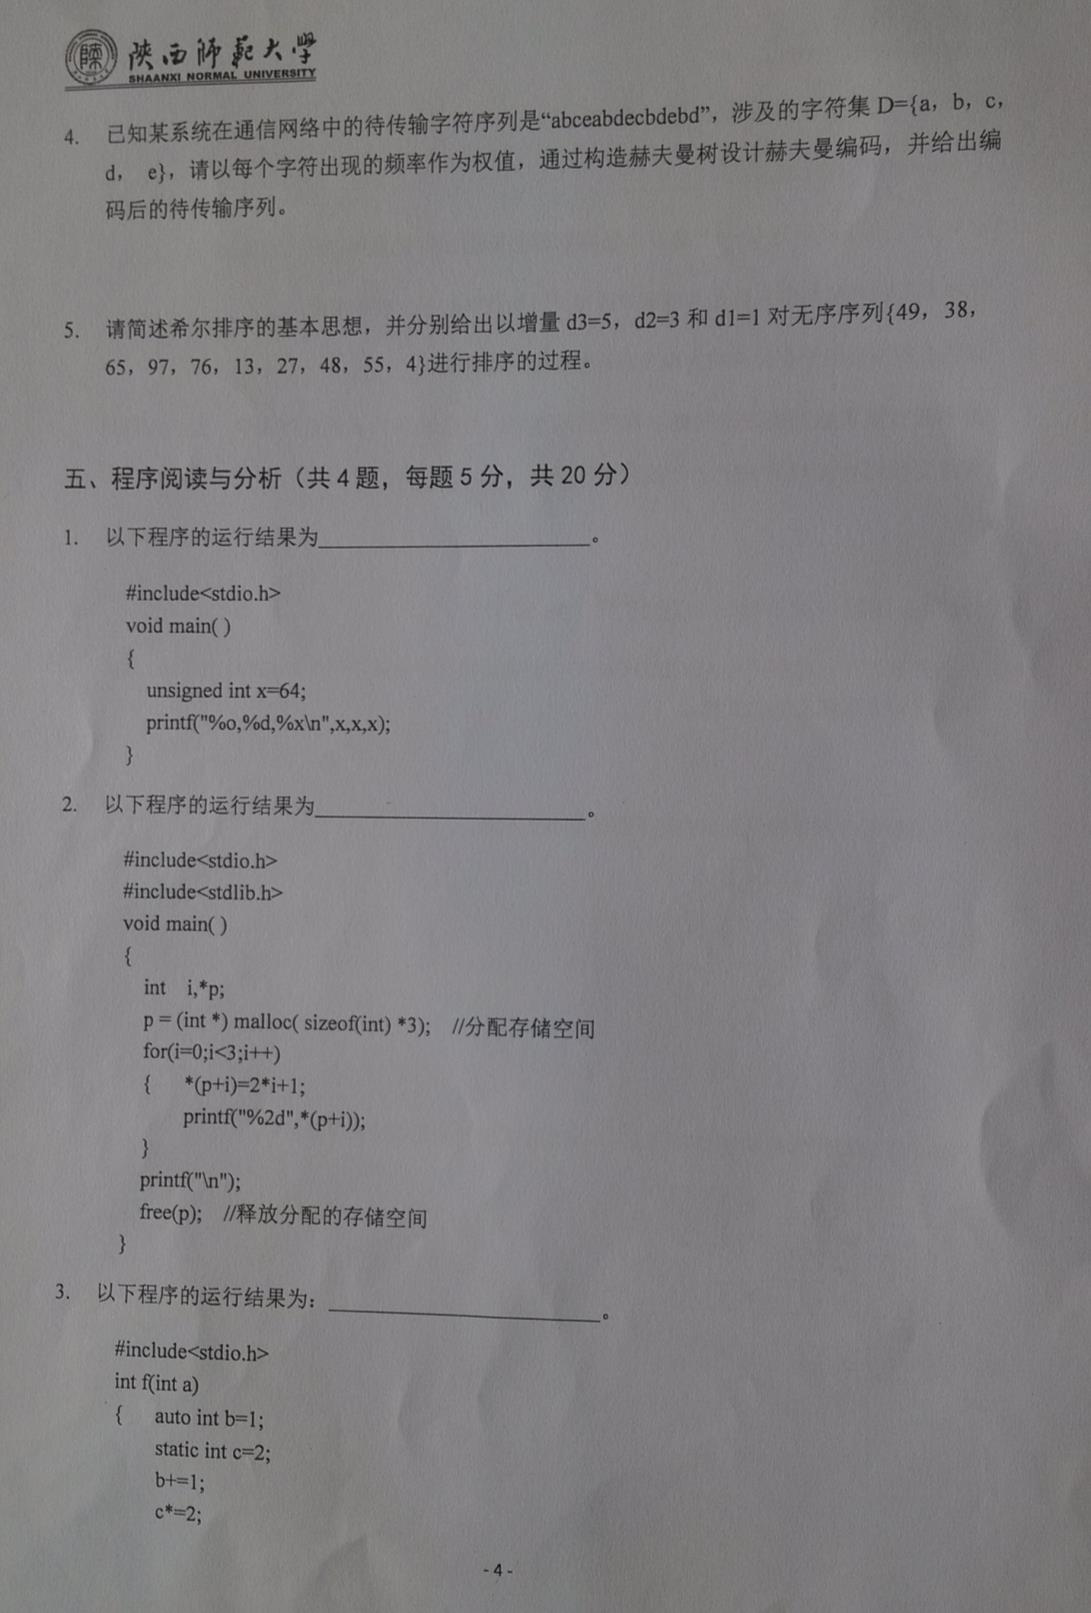 陕西师范大学
SHAANXI NORMAL UNIVERSITY
4. 已知某系统在通信网络中的待传输字符序列是“abceabdecbdebd”，涉及的字符集 D={a，b，c，
d， e}，请以每个字符出现的频率作为权值，通过构造赫夫曼树设计赫夫曼编码，并给出编
码后的待传输序列。
5. 请简述希尔排序的基本思想，并分别给出以增量 d3=5，d2=3 和 d1=1 对无序序列{49，38，
65，97，76，13，27，48，55，4}进行排序的过程。
五、程序阅读与分析（共 4 题，每题 5 分，共 20 分）
1. 以下程序的运行结果为____________________。
#include<stdio.h>
void main( )
{
unsigned int x=64;
printf("%o,%d,%x\n",x,x,x);
}
2. 以下程序的运行结果为____________________。
#include<stdio.h>
#include<stdlib.h>
void main( )
{
int i,*p;
p = (int *) malloc( sizeof(int) *3); //分配存储空间
for(i=0;i<3;i++)
{ *(p+i)=2*i+1;
printf("%2d",*(p+i));
}
printf("\n");
free(p); //释放分配的存储空间
}
3. 以下程序的运行结果为：____________________。
#include<stdio.h>
int f(int a)
{ auto int b=1;
static int c=2;
b+=1;
c*=2;
- 4 -